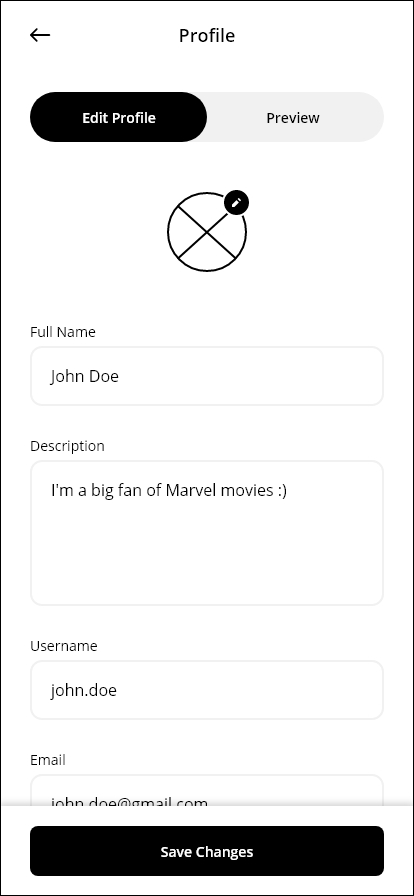 Profile
Edit Profile
Preview
Full Name
John Doe
Description
I'm a big fan of Marvel movies :)
Username
john.doe
Email
john.doe@gmail.com
Save Changes